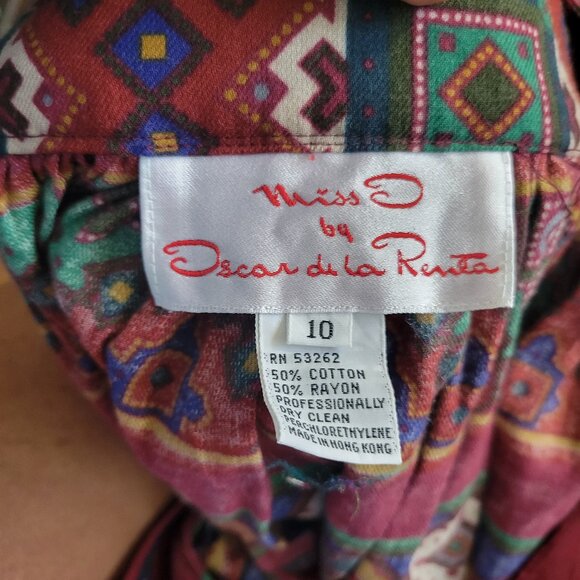 Miss O
by
Oscar de la Renta
10
RN 53262
50% COTTON
50% RAYON
PROFESSIONALLY
DRY CLEAN
PERCHLORETHYLENE
MADE IN HONG KONG